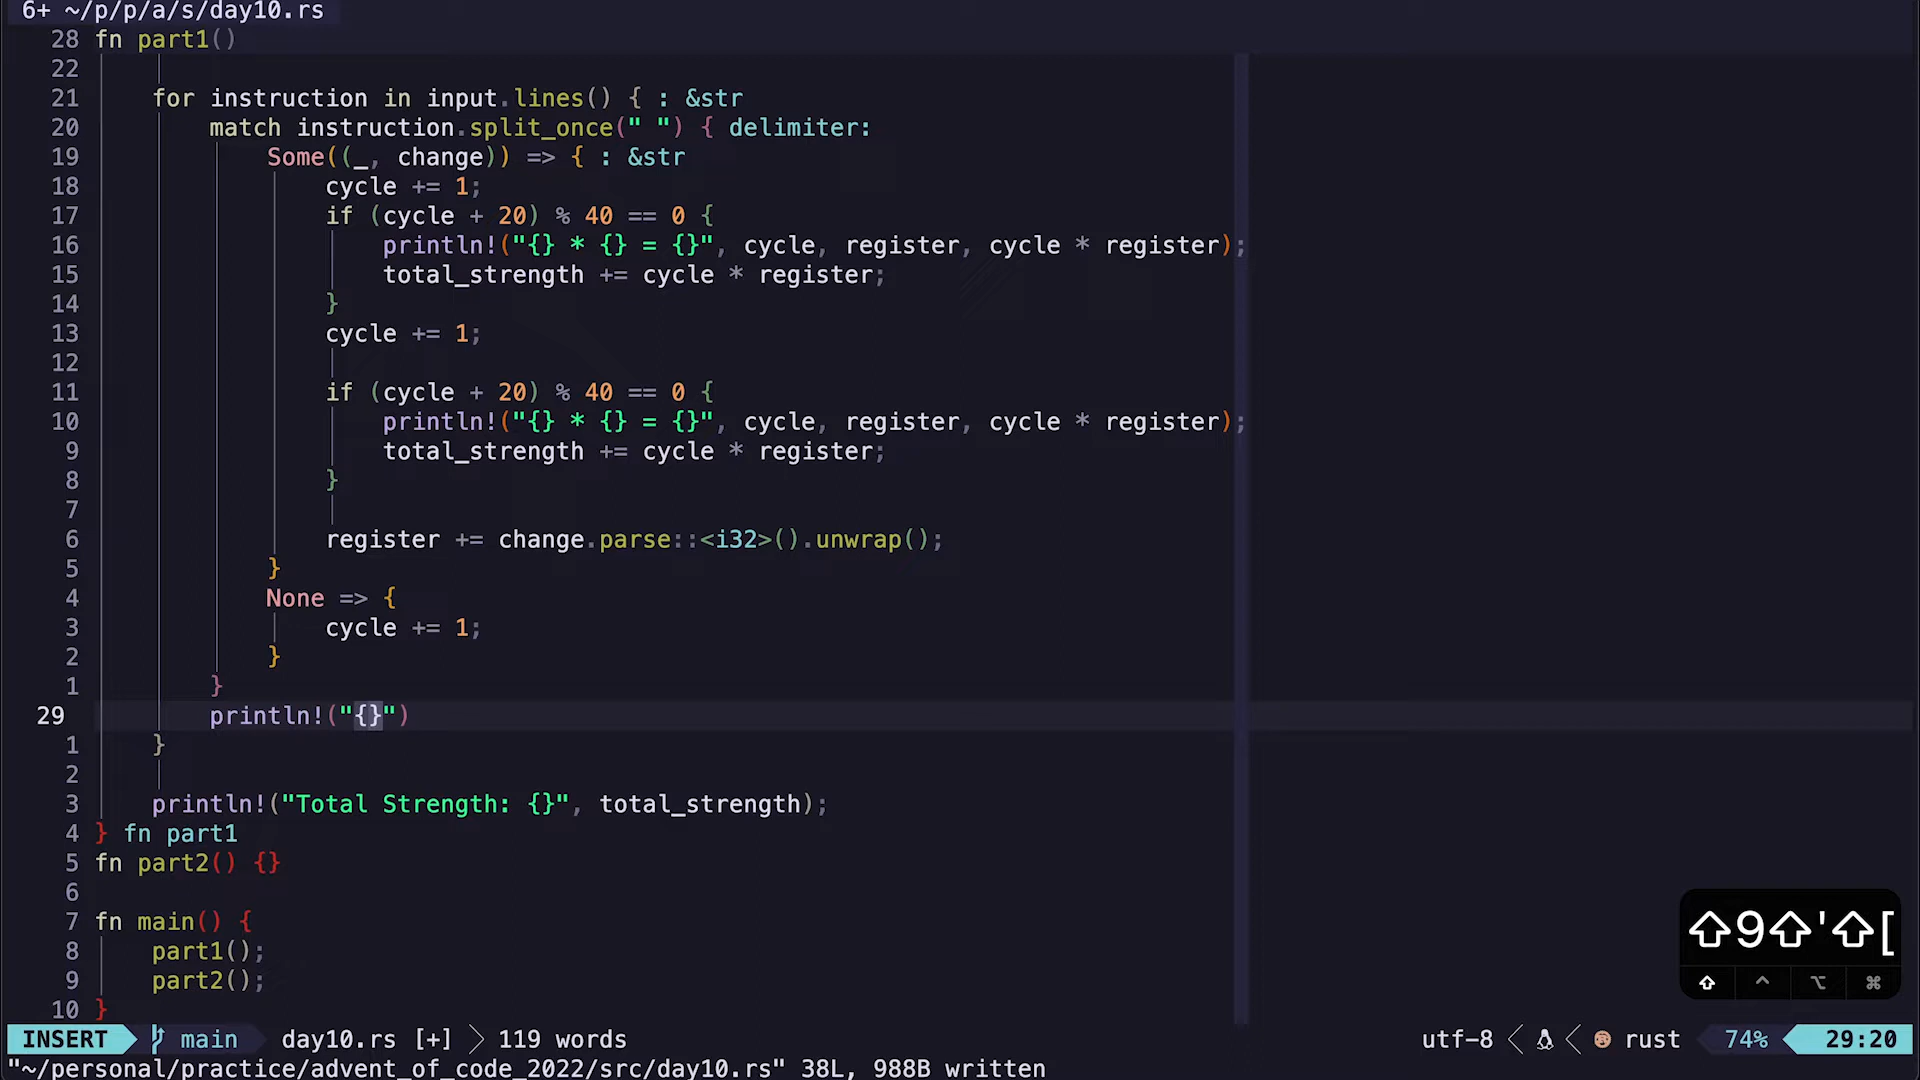 6+ ~/p/p/a/s/day10.rs
28 fn part1()
22
21 for instruction in input.lines() { : &str
20 match instruction.split_once(" ") { delimiter:
19 Some((_, change)) => { : &str
18 cycle += 1;
17 if (cycle + 20) % 40 == 0 {
16 println!("{} * {} = {}", cycle, register, cycle * register);
15 total_strength += cycle * register;
14 }
13 cycle += 1;
12
11 if (cycle + 20) % 40 == 0 {
10 println!("{} * {} = {}", cycle, register, cycle * register);
9 total_strength += cycle * register;
8 }
7
6 register += change.parse::<i32>().unwrap();
5 }
4 None => {
3 cycle += 1;
2 }
1 }
29 println!("{}")
1 }
2
3 println!("Total Strength: {}", total_strength);
4 } fn part1
5 fn part2() {}
6
7 fn main() {
8 part1();
9 part2();
10 }
⇧9⇧'⇧[
⇧ ^ ⌥ ⌘
INSERT main day10.rs [+] 119 words utf-8 rust 74% 29:20
"~/personal/practice/advent_of_code_2022/src/day10.rs" 38L, 988B written